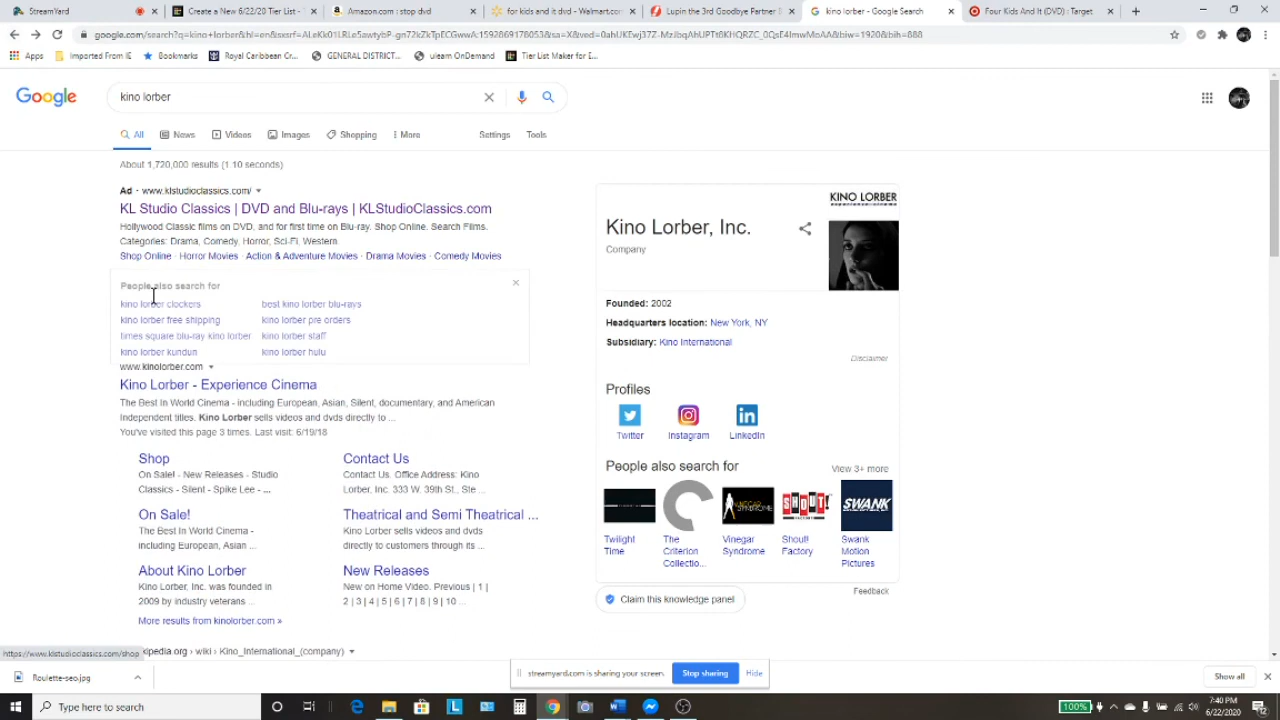 StreamYard
Create a New 6/22/20 Tier List -
Amazon.com : stop dvd
for kids and it dvd - Walmart.co
Lupin the 3rd Goodbye Partner
kino lorber - Google Search
Four Kids And It (DVD) : Target
Apps
Imported From IE
Bookmarks
Royal Caribbean Cr...
GENERAL DISTRICT...
ulearn OnDemand
Tier List Maker for E...
Google
kino lorber
All
News
Videos
Images
Shopping
More
Settings
Tools
About 1,720,000 results (1.10 seconds)
Ad · www.klstudioclassics.com/
KL Studio Classics | DVD and Blu-rays | KLStudioClassics.com
Hollywood Classic films on DVD, and for first time on Blu-ray. Shop Online. Search Films.
Categories: Drama, Comedy, Horror, Sci-Fi, Western.
Shop Online · Horror Movies · Action & Adventure Movies · Drama Movies · Comedy Movies
People also search for
kino lorber clockers
best kino lorber blu-rays
kino lorber free shipping
kino lorber pre orders
times square blu-ray kino lorber
kino lorber staff
kino lorber kundun
kino lorber hulu
www.kinolorber.com
Kino Lorber - Experience Cinema
The Best In World Cinema - including European, Asian, Silent, documentary, and American
Independent titles. Kino Lorber sells videos and dvds directly to ...
You've visited this page 3 times. Last visit: 6/19/18
Shop
On Sale! - New Releases - Studio
Classics - Silent - Spike Lee - ...
Contact Us
Contact Us. Office Address: Kino
Lorber, Inc. 333 W. 39th St., Ste ...
On Sale!
The Best In World Cinema -
including European, Asian ...
Theatrical and Semi Theatrical ...
Kino Lorber sells videos and dvds
directly to customers through its ...
About Kino Lorber
Kino Lorber, Inc. was founded in
2009 by industry veterans ...
New Releases
New on Home Video. Previous | 1 |
2 | 3 | 4 | 5 | 6 | 7 | 8 | 9 | 10 ...
More results from kinolorber.com »
kipedia.org › wiki › Kino_International_(company)
KINO LORBER
Kino Lorber, Inc.
Company
Founded: 2002
Headquarters location: New York, NY
Subsidiary: Kino International
Disclaimer
Profiles
Twitter
Instagram
LinkedIn
People also search for
View 3+ more
SHOUT!
SWANK
Twilight
Time
The
Criterion
Collectio...
Vinegar
Syndrome
Shout!
Factory
Swank
Motion
Pictures
Feedback
Claim this knowledge panel
https://www.klstudioclassics.com/shop
Roulette-seo.jpg
streamyard.com is sharing your screen.
Stop sharing
Hide
Show all
Type here to search
100%
7:40 PM
6/22/2020